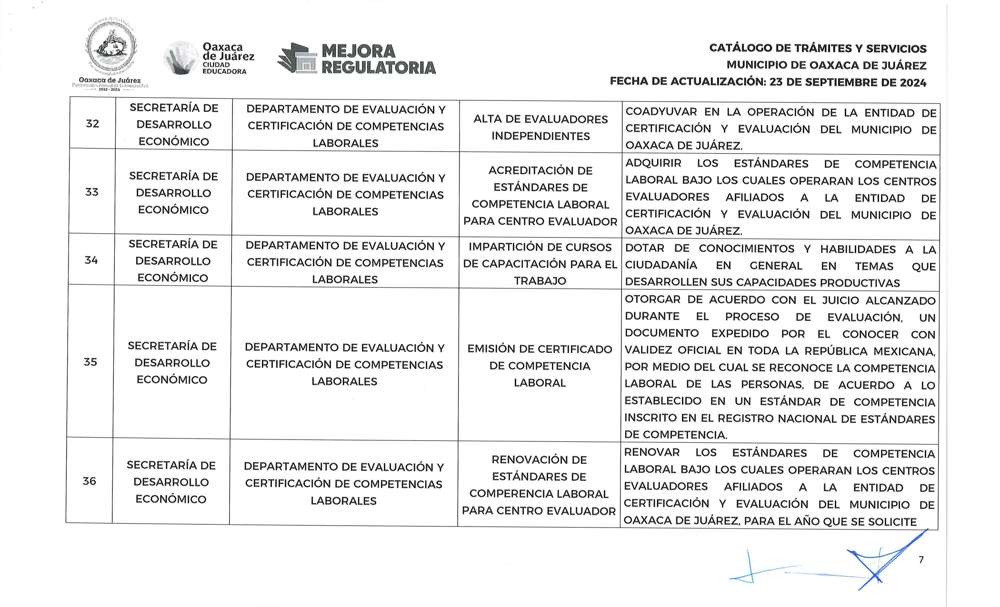 Oaxaca de Juárez
Patrimonio cultural de la humanidad
2022 - 2024
Oaxaca
de Juárez
CIUDAD
EDUCADORA
MEJORA
REGULATORIA
CATÁLOGO DE TRÁMITES Y SERVICIOS
MUNICIPIO DE OAXACA DE JUÁREZ
FECHA DE ACTUALIZACIÓN: 23 DE SEPTIEMBRE DE 2024
32
SECRETARÍA DE
DESARROLLO
ECONÓMICO
DEPARTAMENTO DE EVALUACIÓN Y
CERTIFICACIÓN DE COMPETENCIAS
LABORALES
ALTA DE EVALUADORES
INDEPENDIENTES
COADYUVAR EN LA OPERACIÓN DE LA ENTIDAD DE
CERTIFICACIÓN Y EVALUACIÓN DEL MUNICIPIO DE
OAXACA DE JUÁREZ.
33
SECRETARÍA DE
DESARROLLO
ECONÓMICO
DEPARTAMENTO DE EVALUACIÓN Y
CERTIFICACIÓN DE COMPETENCIAS
LABORALES
ACREDITACIÓN DE
ESTÁNDARES DE
COMPETENCIA LABORAL
PARA CENTRO EVALUADOR
ADQUIRIR LOS ESTÁNDARES DE COMPETENCIA
LABORAL BAJO LOS CUALES OPERARAN LOS CENTROS
EVALUADORES AFILIADOS A LA ENTIDAD DE
CERTIFICACIÓN Y EVALUACIÓN DEL MUNICIPIO DE
OAXACA DE JUÁREZ.
34
SECRETARÍA DE
DESARROLLO
ECONÓMICO
DEPARTAMENTO DE EVALUACIÓN Y
CERTIFICACIÓN DE COMPETENCIAS
LABORALES
IMPARTICIÓN DE CURSOS
DE CAPACITACIÓN PARA EL
TRABAJO
DOTAR DE CONOCIMIENTOS Y HABILIDADES A LA
CIUDADANÍA EN GENERAL EN TEMAS QUE
DESARROLLEN SUS CAPACIDADES PRODUCTIVAS
35
SECRETARÍA DE
DESARROLLO
ECONÓMICO
DEPARTAMENTO DE EVALUACIÓN Y
CERTIFICACIÓN DE COMPETENCIAS
LABORALES
EMISIÓN DE CERTIFICADO
DE COMPETENCIA
LABORAL
OTORGAR DE ACUERDO CON EL JUICIO ALCANZADO
DURANTE EL PROCESO DE EVALUACIÓN, UN
DOCUMENTO EXPEDIDO POR EL CONOCER CON
VALIDEZ OFICIAL EN TODA LA REPÚBLICA MEXICANA,
POR MEDIO DEL CUAL SE RECONOCE LA COMPETENCIA
LABORAL DE LAS PERSONAS, DE ACUERDO A LO
ESTABLECIDO EN UN ESTÁNDAR DE COMPETENCIA
INSCRITO EN EL REGISTRO NACIONAL DE ESTÁNDARES
DE COMPETENCIA.
36
SECRETARÍA DE
DESARROLLO
ECONÓMICO
DEPARTAMENTO DE EVALUACIÓN Y
CERTIFICACIÓN DE COMPETENCIAS
LABORALES
RENOVACIÓN DE
ESTÁNDARES DE
COMPERENCIA LABORAL
PARA CENTRO EVALUADOR
RENOVAR LOS ESTÁNDARES DE COMPETENCIA
LABORAL BAJO LOS CUALES OPERARAN LOS CENTROS
EVALUADORES AFILIADOS A LA ENTIDAD DE
CERTIFICACIÓN Y EVALUACIÓN DEL MUNICIPIO DE
OAXACA DE JUÁREZ, PARA EL AÑO QUE SE SOLICITE
7